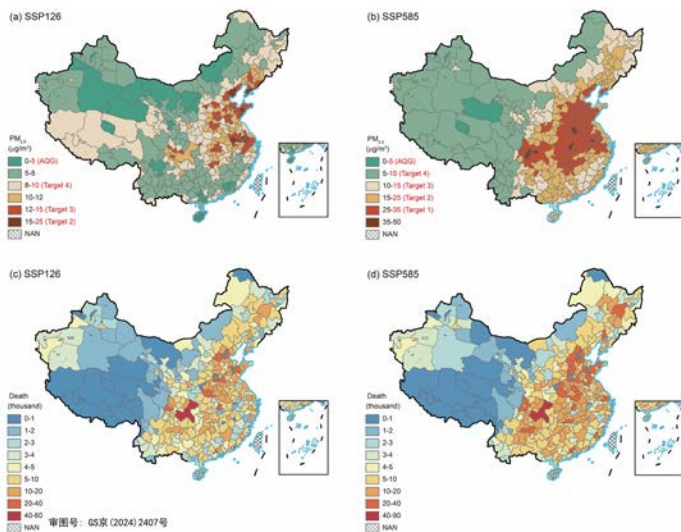 (a) SSP126
PM2.5
(μg/m³)
0-5 (AQG)
5-8
8-10 (Target 4)
10-12
12-15 (Target 3)
15-25 (Target 2)
NAN
(b) SSP585
PM2.5
(μg/m³)
0-5 (AQG)
5-10 (Target 4)
10-15 (Target 3)
15-25 (Target 2)
25-35 (Target 1)
35-50
NAN
(c) SSP126
Death
(thousand)
0-1
1-2
2-3
3-4
4-5
5-10
10-20
20-40
40-60
NAN
审图号: GS京(2024)2407号
(d) SSP585
Death
(thousand)
0-1
1-2
2-3
3-4
4-5
5-10
10-20
20-40
40-90
NAN